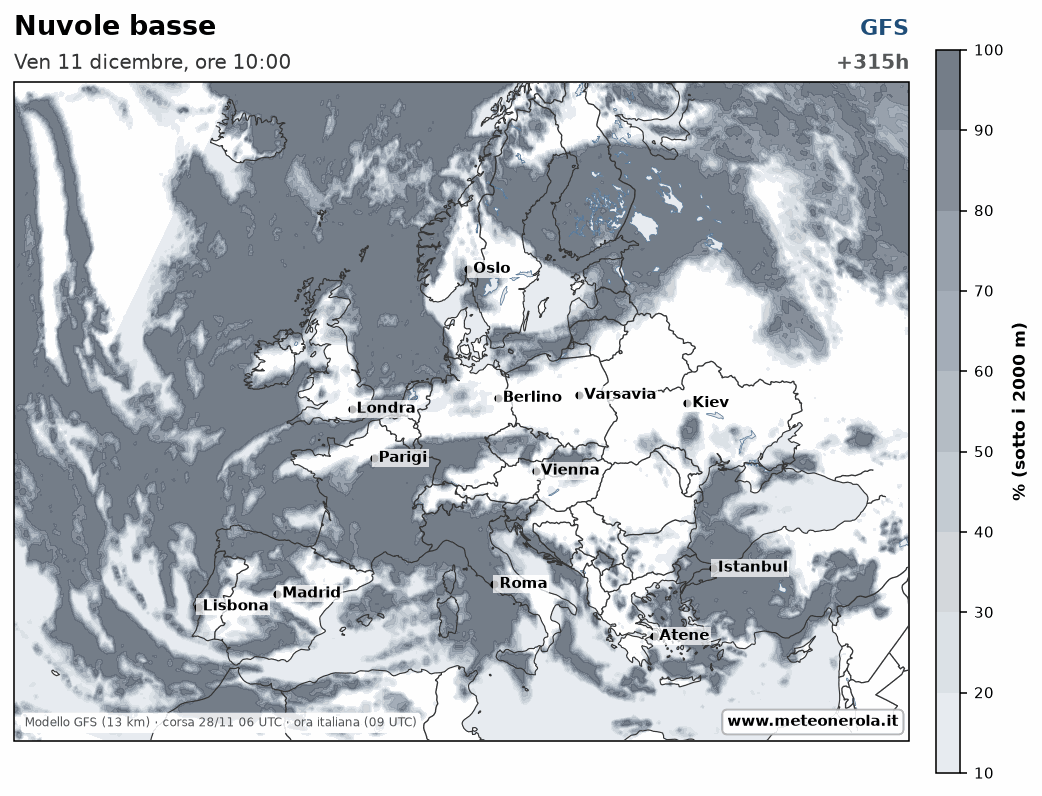 Nuvole basse
GFS
Ven 11 dicembre, ore 10:00
+315h
100
90
80
70
60
50
40
30
20
10
% (sotto i 2000 m)
Oslo
Berlino
Varsavia
Kiev
Londra
Parigi
Vienna
Istanbul
Roma
Madrid
Lisbona
Atene
Modello GFS (13 km) · corsa 28/11 06 UTC · ora italiana (09 UTC)
www.meteonerola.it